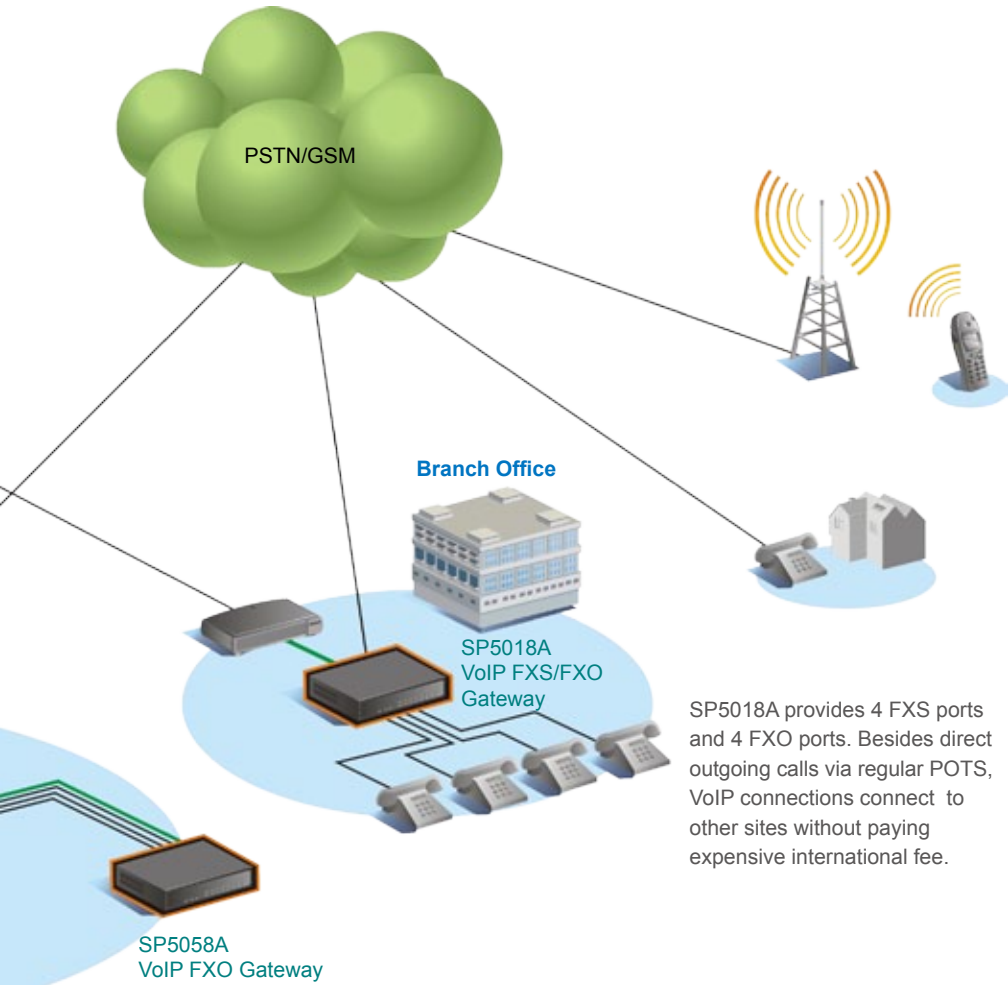 PSTN/GSM
Branch Office
SP5018A
VoIP FXS/FXO
Gateway
SP5018A provides 4 FXS ports
and 4 FXO ports. Besides direct
outgoing calls via regular POTS,
VoIP connections connect to
other sites without paying
expensive international fee.
SP5058A
VoIP FXO Gateway